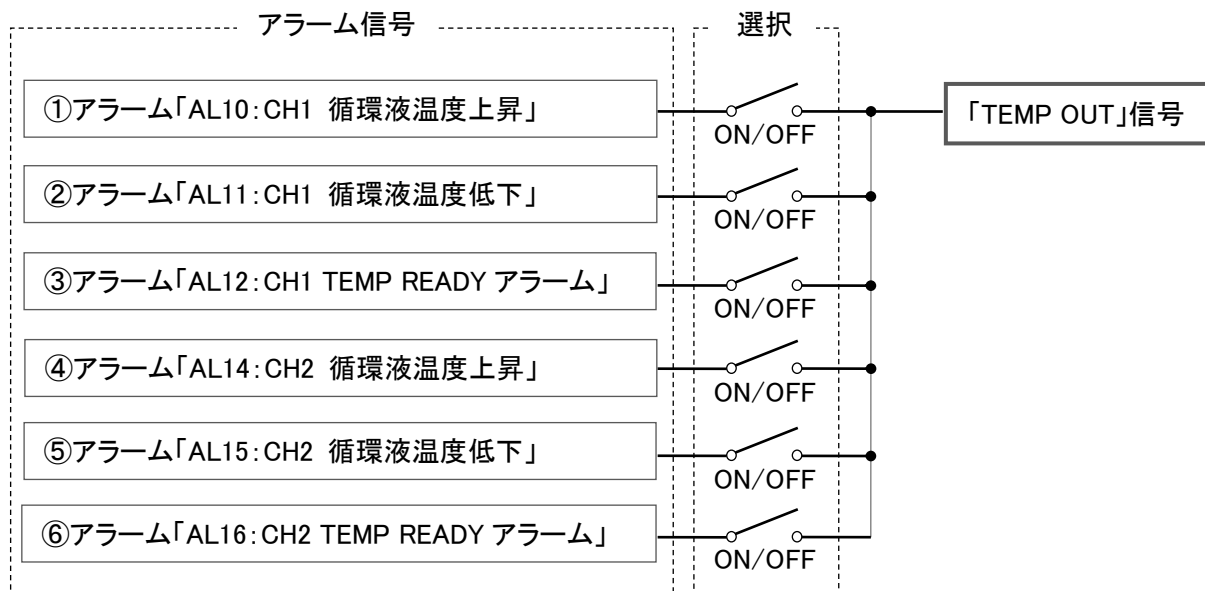 アラーム信号
選択
①アラーム「AL10:CH1 循環液温度上昇」
ON/OFF
「TEMP OUT」信号
②アラーム「AL11:CH1 循環液温度低下」
ON/OFF
③アラーム「AL12:CH1 TEMP READY アラーム」
ON/OFF
④アラーム「AL14:CH2 循環液温度上昇」
ON/OFF
⑤アラーム「AL15:CH2 循環液温度低下」
ON/OFF
⑥アラーム「AL16:CH2 TEMP READY アラーム」
ON/OFF